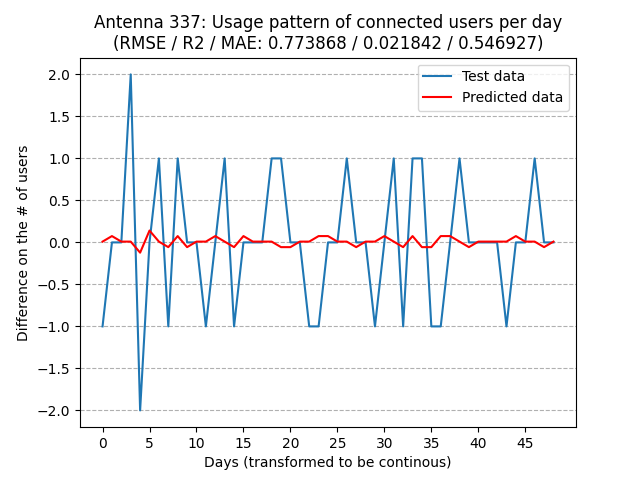 Antenna 337: Usage pattern of connected users per day
(RMSE / R2 / MAE: 0.773868 / 0.021842 / 0.546927)
Test data
Predicted data
2.0
1.5
1.0
0.5
0.0
−0.5
−1.0
−1.5
−2.0
Difference on the # of users
0 5 10 15 20 25 30 35 40 45
Days (transformed to be continous)